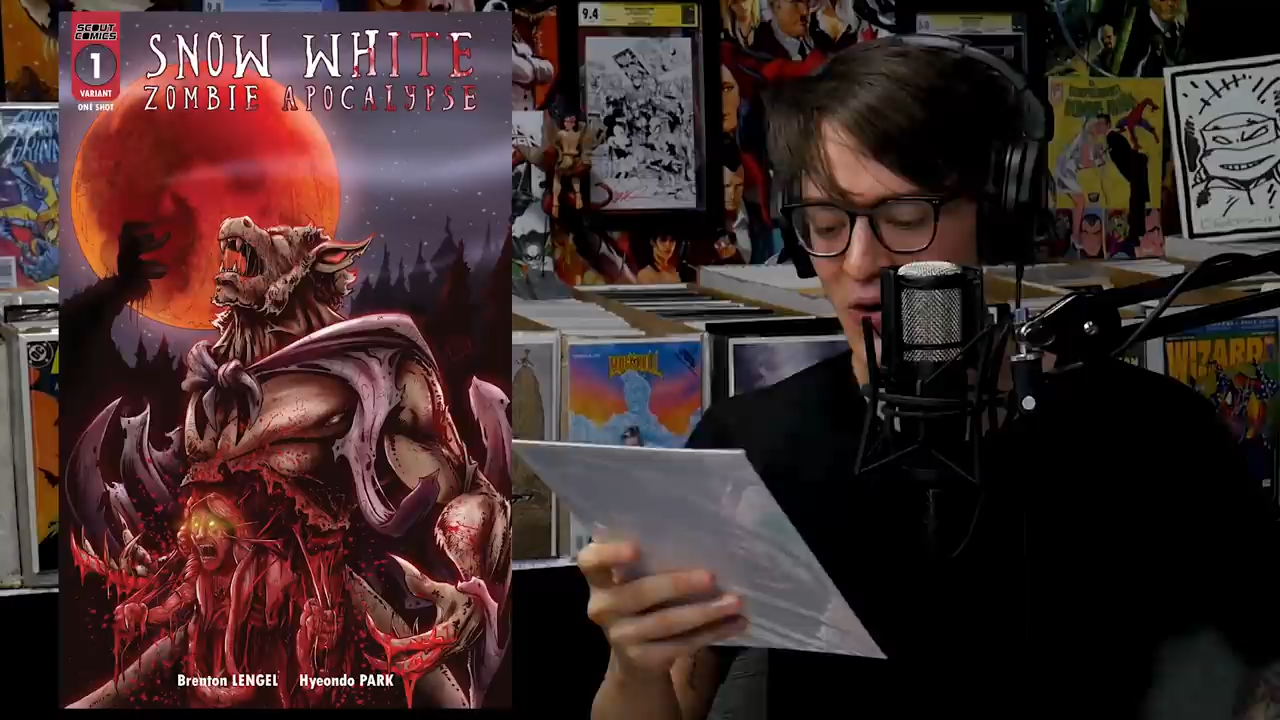 SCOUT
COMICS
1
VARIANT
ONE SHOT
SNOW WHITE
ZOMBIE APOCALYPSE
Brenton LENGEL
Hyeondo PARK
9.4
WIZARD